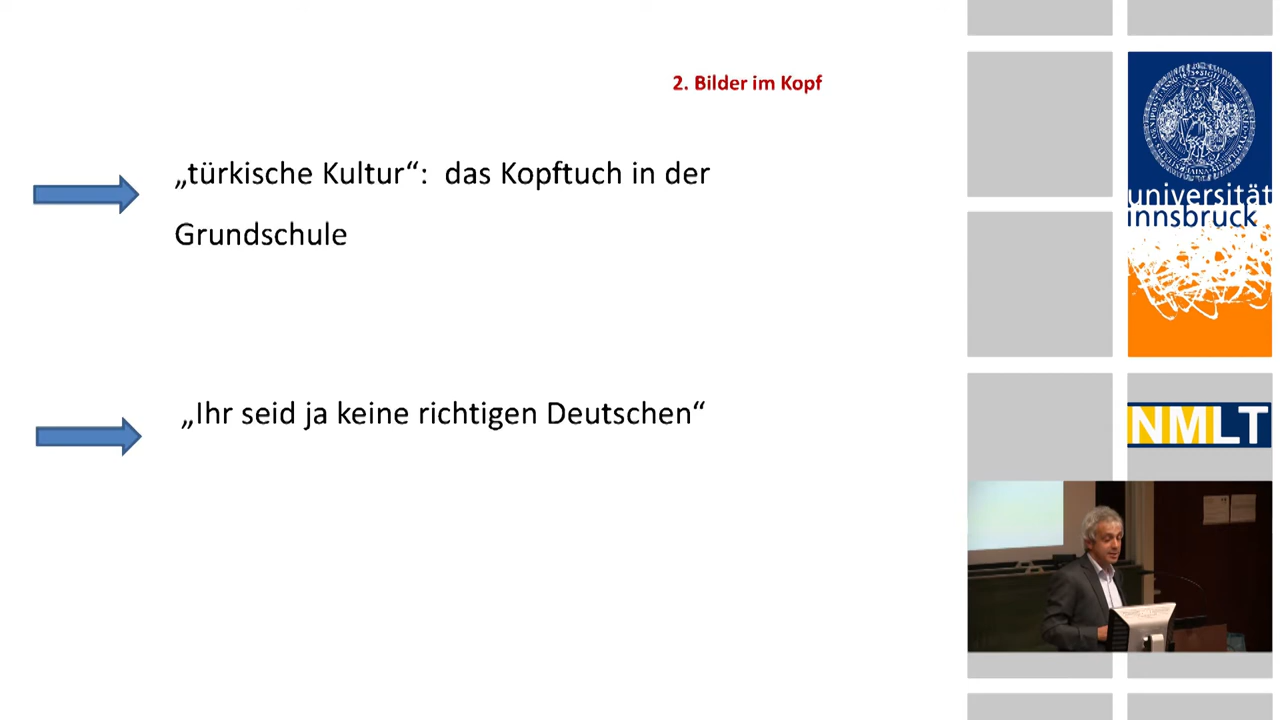 2. Bilder im Kopf
„türkische Kultur“: das Kopftuch in der
Grundschule
„Ihr seid ja keine richtigen Deutschen“
universität
innsbruck
NMLT